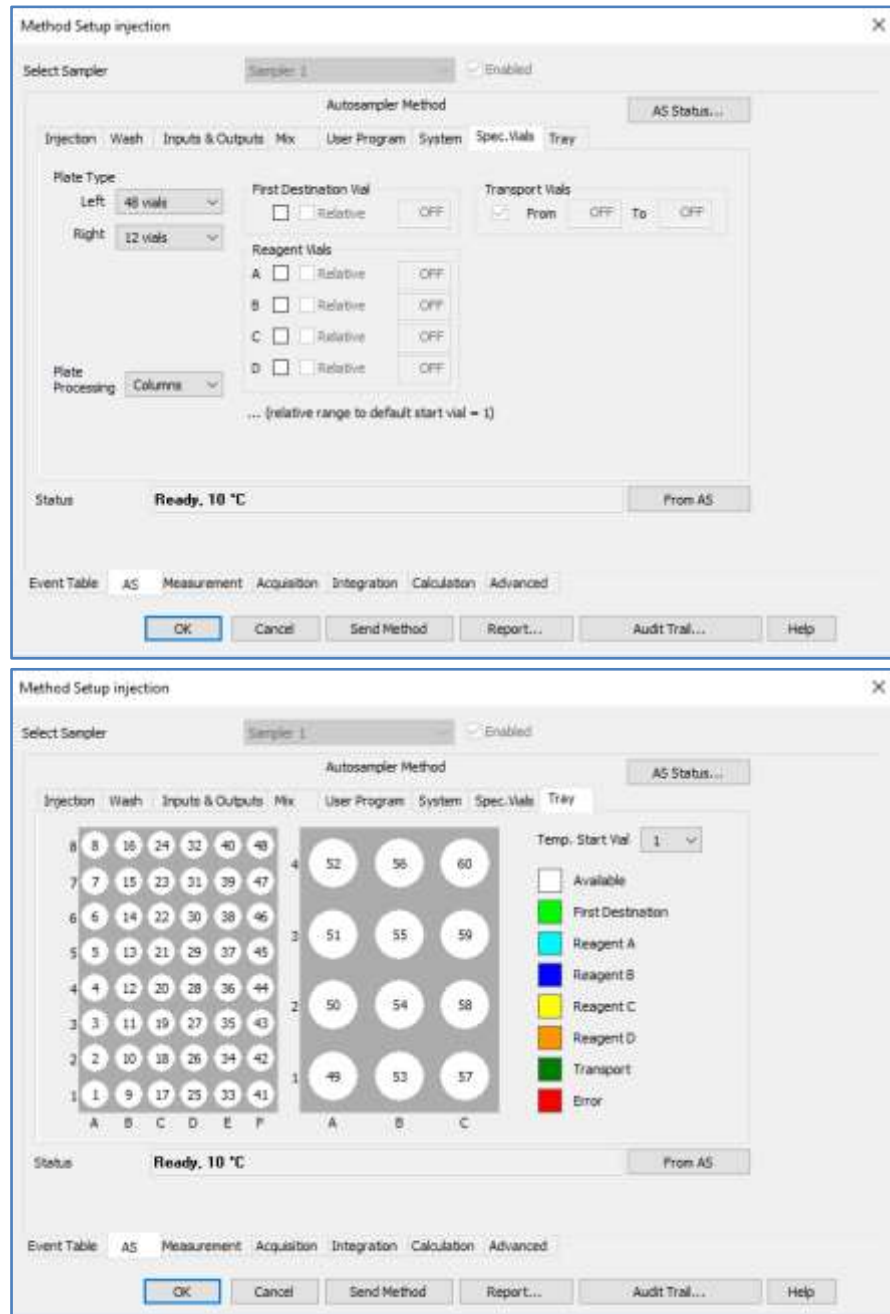 Method Setup injection
Select Sampler Sampler 1 Enabled
Autosampler Method AS Status...
Injection Wash Inputs & Outputs Mix User Program System Spec.Vials Tray
Plate Type
Left 48 vials
Right 12 vials
First Destination Vial
Relative OFF
Transport Vials
From OFF To OFF
Reagent Vials
A Relative OFF
B Relative OFF
C Relative OFF
D Relative OFF
Plate
Processing Columns
... (relative range to default start vial = 1)
Status Ready, 10 °C From AS
Event Table AS Measurement Acquisition Integration Calculation Advanced
OK Cancel Send Method Report... Audit Trail... Help
Method Setup injection
Select Sampler Sampler 1 Enabled
Autosampler Method AS Status...
Injection Wash Inputs & Outputs Mix User Program System Spec.Vials Tray
8 8 16 24 32 40 48
7 7 15 23 31 39 47
6 6 14 22 30 38 46
5 5 13 21 29 37 45
4 4 12 20 28 36 44
3 3 11 19 27 35 43
2 2 10 18 26 34 42
1 1 9 17 25 33 41
A B C D E F
4 52 56 60
3 51 55 59
2 50 54 58
1 49 53 57
A B C
Temp. Start Vial 1
Available
First Destination
Reagent A
Reagent B
Reagent C
Reagent D
Transport
Error
Status Ready, 10 °C From AS
Event Table AS Measurement Acquisition Integration Calculation Advanced
OK Cancel Send Method Report... Audit Trail... Help